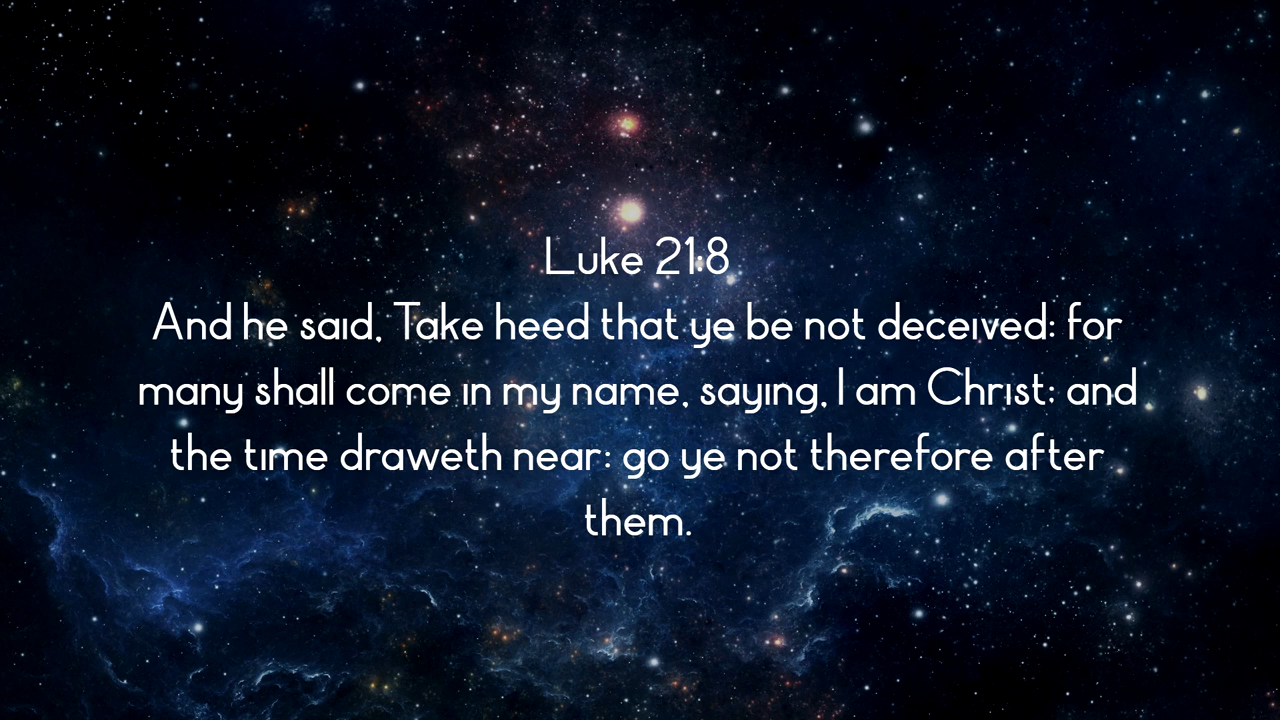 Luke 21:8
And he said, Take heed that ye be not deceived: for
many shall come in my name, saying, I am Christ: and
the time draweth near: go ye not therefore after
them.